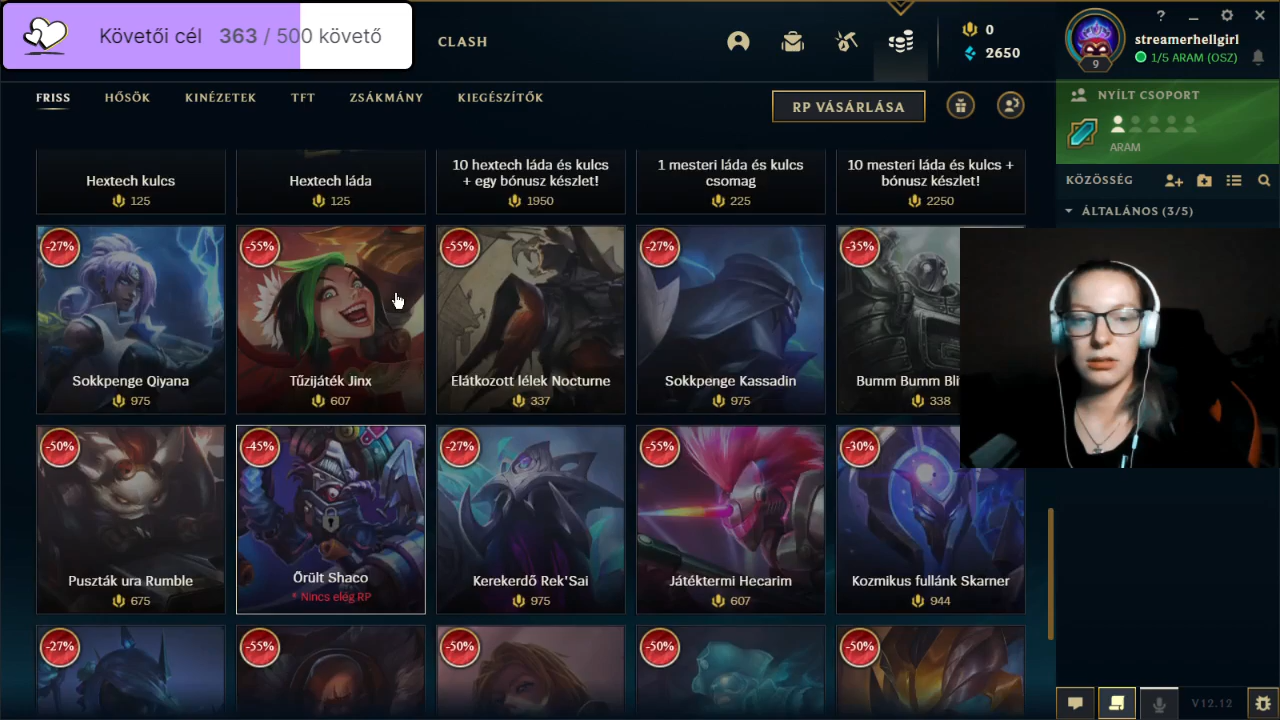 Követői cél 363 / 500 követő
CLASH
0
2650
?
streamerhellgirl
1/5 ARAM (OSZ)
9
FRISS
HŐSÖK
KINÉZETEK
TFT
ZSÁKMÁNY
KIEGÉSZÍTŐK
RP VÁSÁRLÁSA
NYÍLT CSOPORT
ARAM
KÖZÖSSÉG
ÁLTALÁNOS (3/5)
Hextech kulcs
125
Hextech láda
125
10 hextech láda és kulcs
+ egy bónusz készlet!
1950
1 mesteri láda és kulcs
csomag
225
10 mesteri láda és kulcs +
bónusz készlet!
2250
-27%
Sokkpenge Qiyana
975
-55%
Tűzijáték Jinx
607
-55%
Elátkozott lélek Nocturne
337
-27%
Sokkpenge Kassadin
975
-35%
Bumm Bumm Bli
338
-50%
Puszták ura Rumble
675
-45%
Őrült Shaco
* Nincs elég RP
-27%
Kerekerdő Rek'Sai
975
-55%
Játéktermi Hecarim
607
-30%
Kozmikus fullánk Skarner
944
-27%
-55%
-50%
-50%
-50%
V12.12